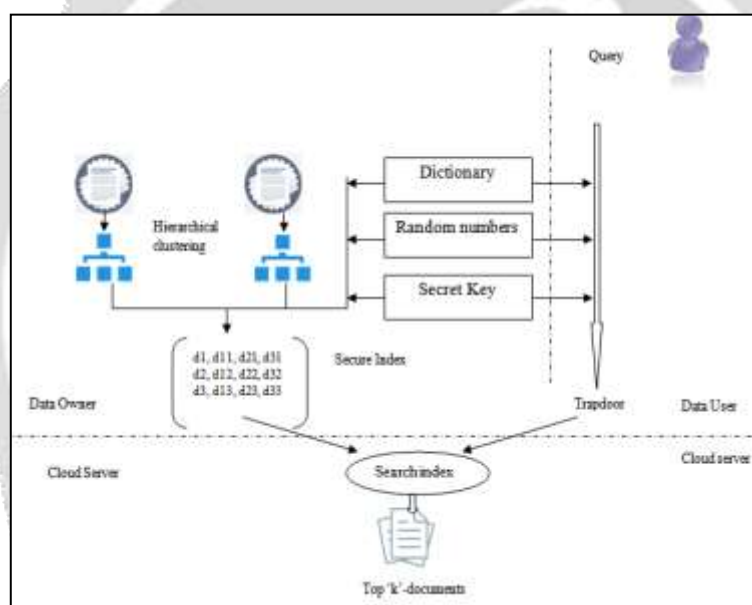 Query
Dictionary
Hierarchical
clustering
Random numbers
Secret Key
d1, d11, d21, d31
d2, d12, d22, d32
d3, d13, d23, d33
Secure Index
Data Owner
Trapdoor
Data User
Cloud Server
Cloud server
Search index
Top 'k'-documents